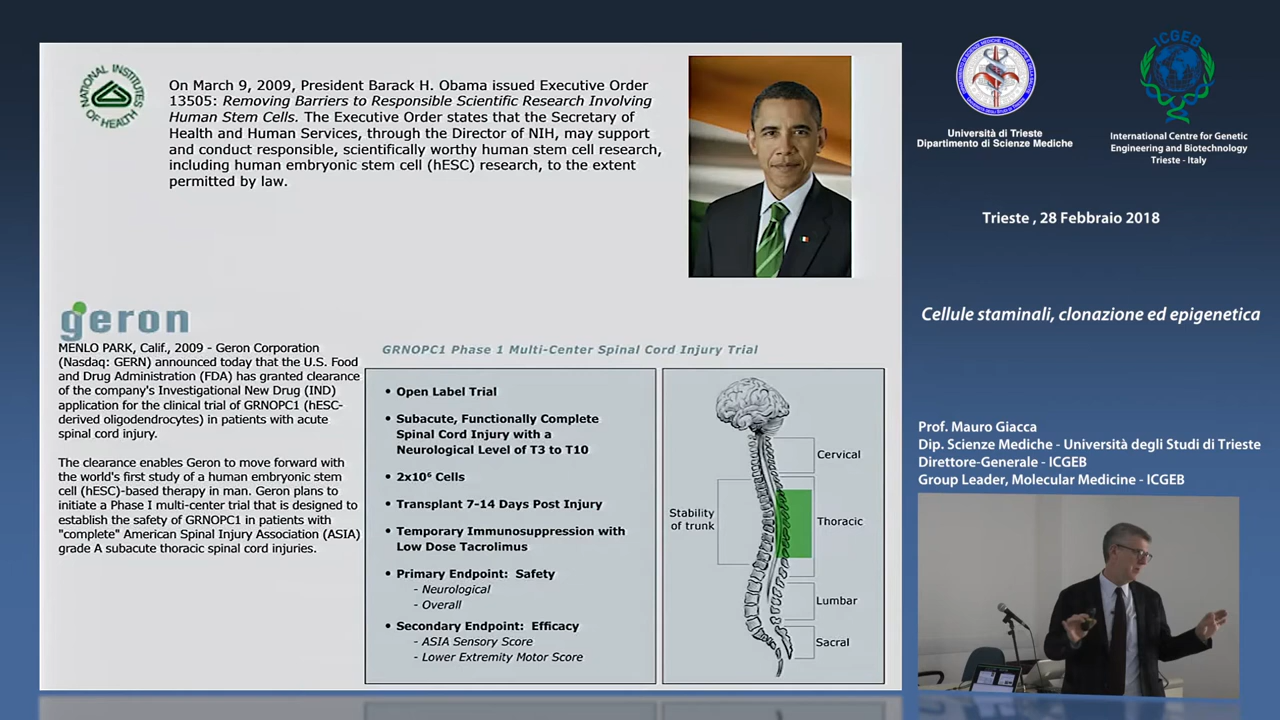 NATIONAL INSTITUTES OF HEALTH
On March 9, 2009, President Barack H. Obama issued Executive Order
13505: Removing Barriers to Responsible Scientific Research Involving
Human Stem Cells. The Executive Order states that the Secretary of
Health and Human Services, through the Director of NIH, may support
and conduct responsible, scientifically worthy human stem cell research,
including human embryonic stem cell (hESC) research, to the extent
permitted by law.
geron
MENLO PARK, Calif., 2009 - Geron Corporation
(Nasdaq: GERN) announced today that the U.S. Food
and Drug Administration (FDA) has granted clearance
of the company's Investigational New Drug (IND)
application for the clinical trial of GRNOPC1 (hESC-
derived oligodendrocytes) in patients with acute
spinal cord injury.
The clearance enables Geron to move forward with
the world's first study of a human embryonic stem
cell (hESC)-based therapy in man. Geron plans to
initiate a Phase I multi-center trial that is designed to
establish the safety of GRNOPC1 in patients with
"complete" American Spinal Injury Association (ASIA)
grade A subacute thoracic spinal cord injuries.
GRNOPC1 Phase 1 Multi-Center Spinal Cord Injury Trial
• Open Label Trial
• Subacute, Functionally Complete
Spinal Cord Injury with a
Neurological Level of T3 to T10
• 2x10⁶ Cells
• Transplant 7-14 Days Post Injury
• Temporary Immunosuppression with
Low Dose Tacrolimus
• Primary Endpoint: Safety
- Neurological
- Overall
• Secondary Endpoint: Efficacy
- ASIA Sensory Score
- Lower Extremity Motor Score
Cervical
Stability
of trunk
Thoracic
Lumbar
Sacral
Università di Trieste
Dipartimento di Scienze Mediche
ICGEB
International Centre for Genetic
Engineering and Biotechnology
Trieste - Italy
Trieste , 28 Febbraio 2018
Cellule staminali, clonazione ed epigenetica
Prof. Mauro Giacca
Dip. Scienze Mediche - Università degli Studi di Trieste
Direttore-Generale - ICGEB
Group Leader, Molecular Medicine - ICGEB